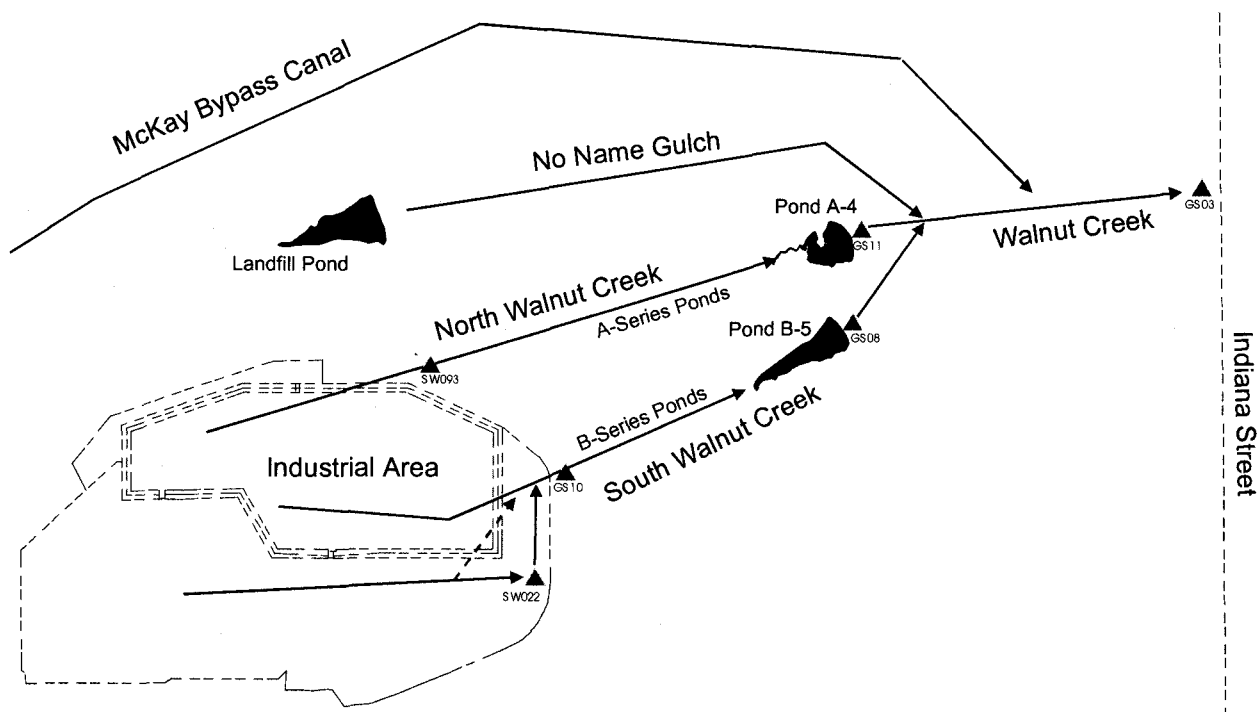 McKay Bypass Canal
No Name Gulch
Pond A-4
GS03
GS11
Walnut Creek
Landfill Pond
North Walnut Creek
A-Series Ponds
Pond B-5
GS08
Indiana Street
SW093
B-Series Ponds
South Walnut Creek
Industrial Area
GS10
SW022